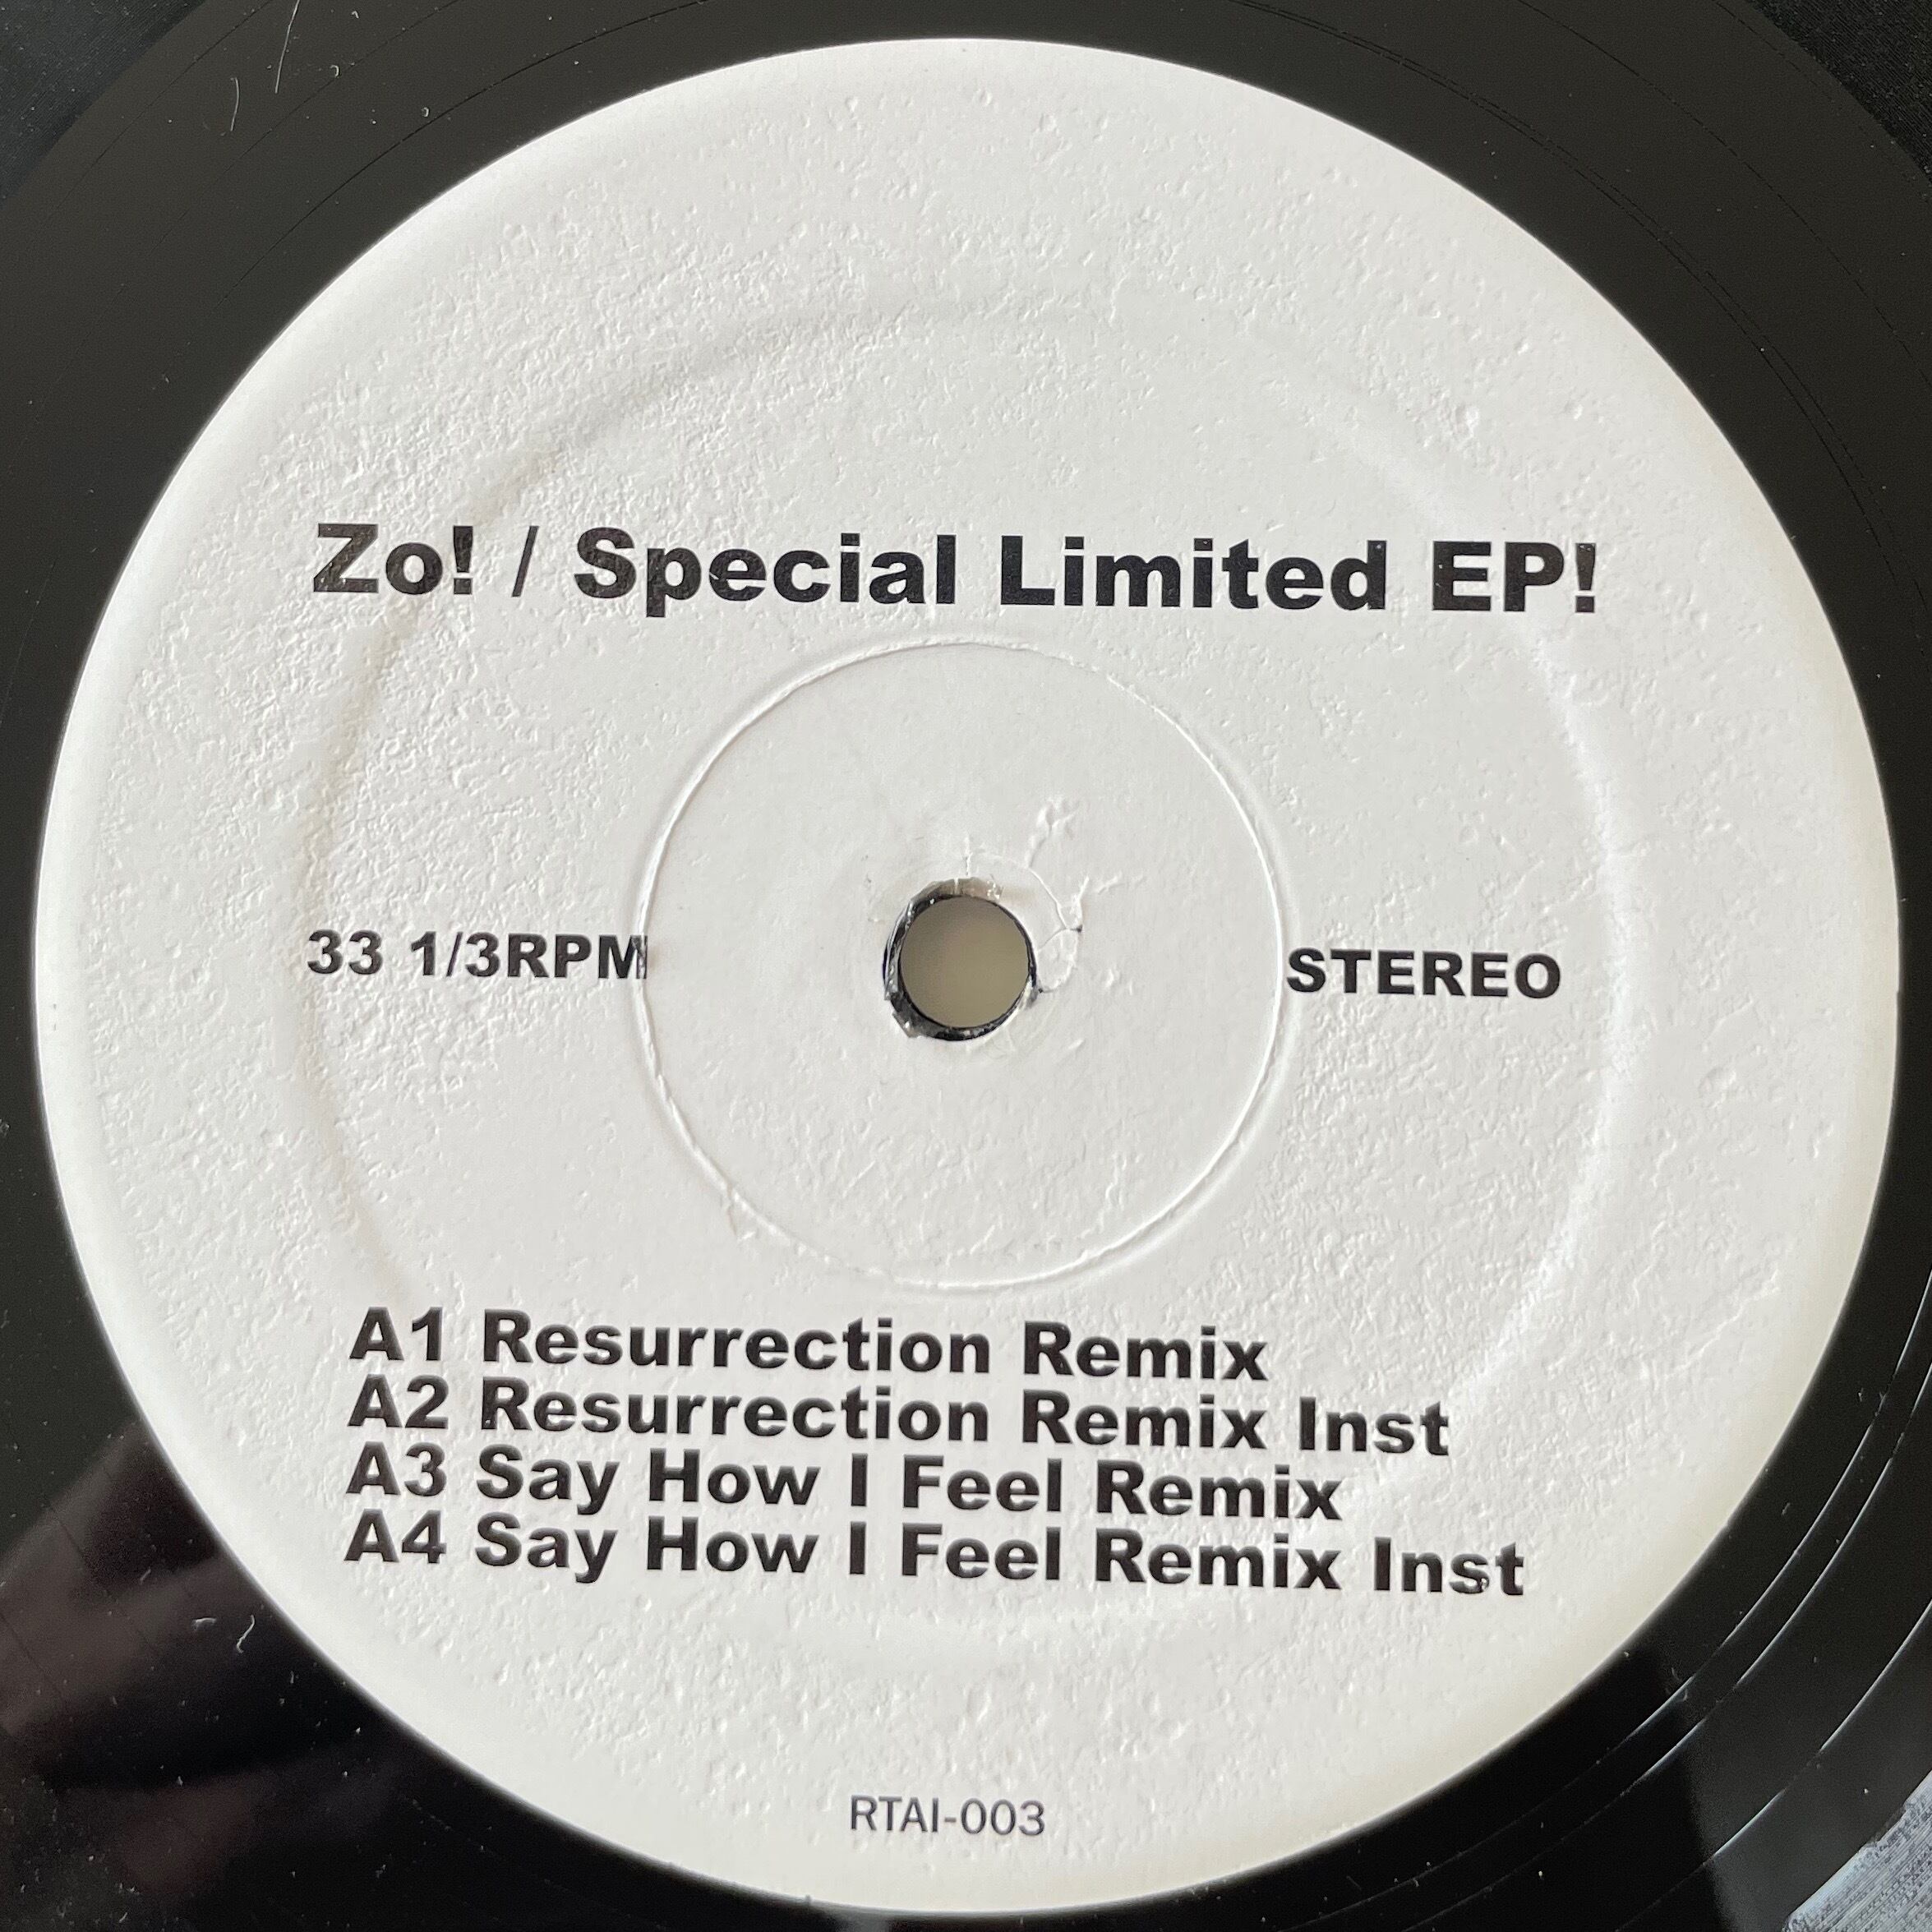 Zo! / Special Limited EP!
33 1/3RPM
STEREO
A1 Resurrection Remix
A2 Resurrection Remix Inst
A3 Say How I Feel Remix
A4 Say How I Feel Remix Inst
RTAI-003